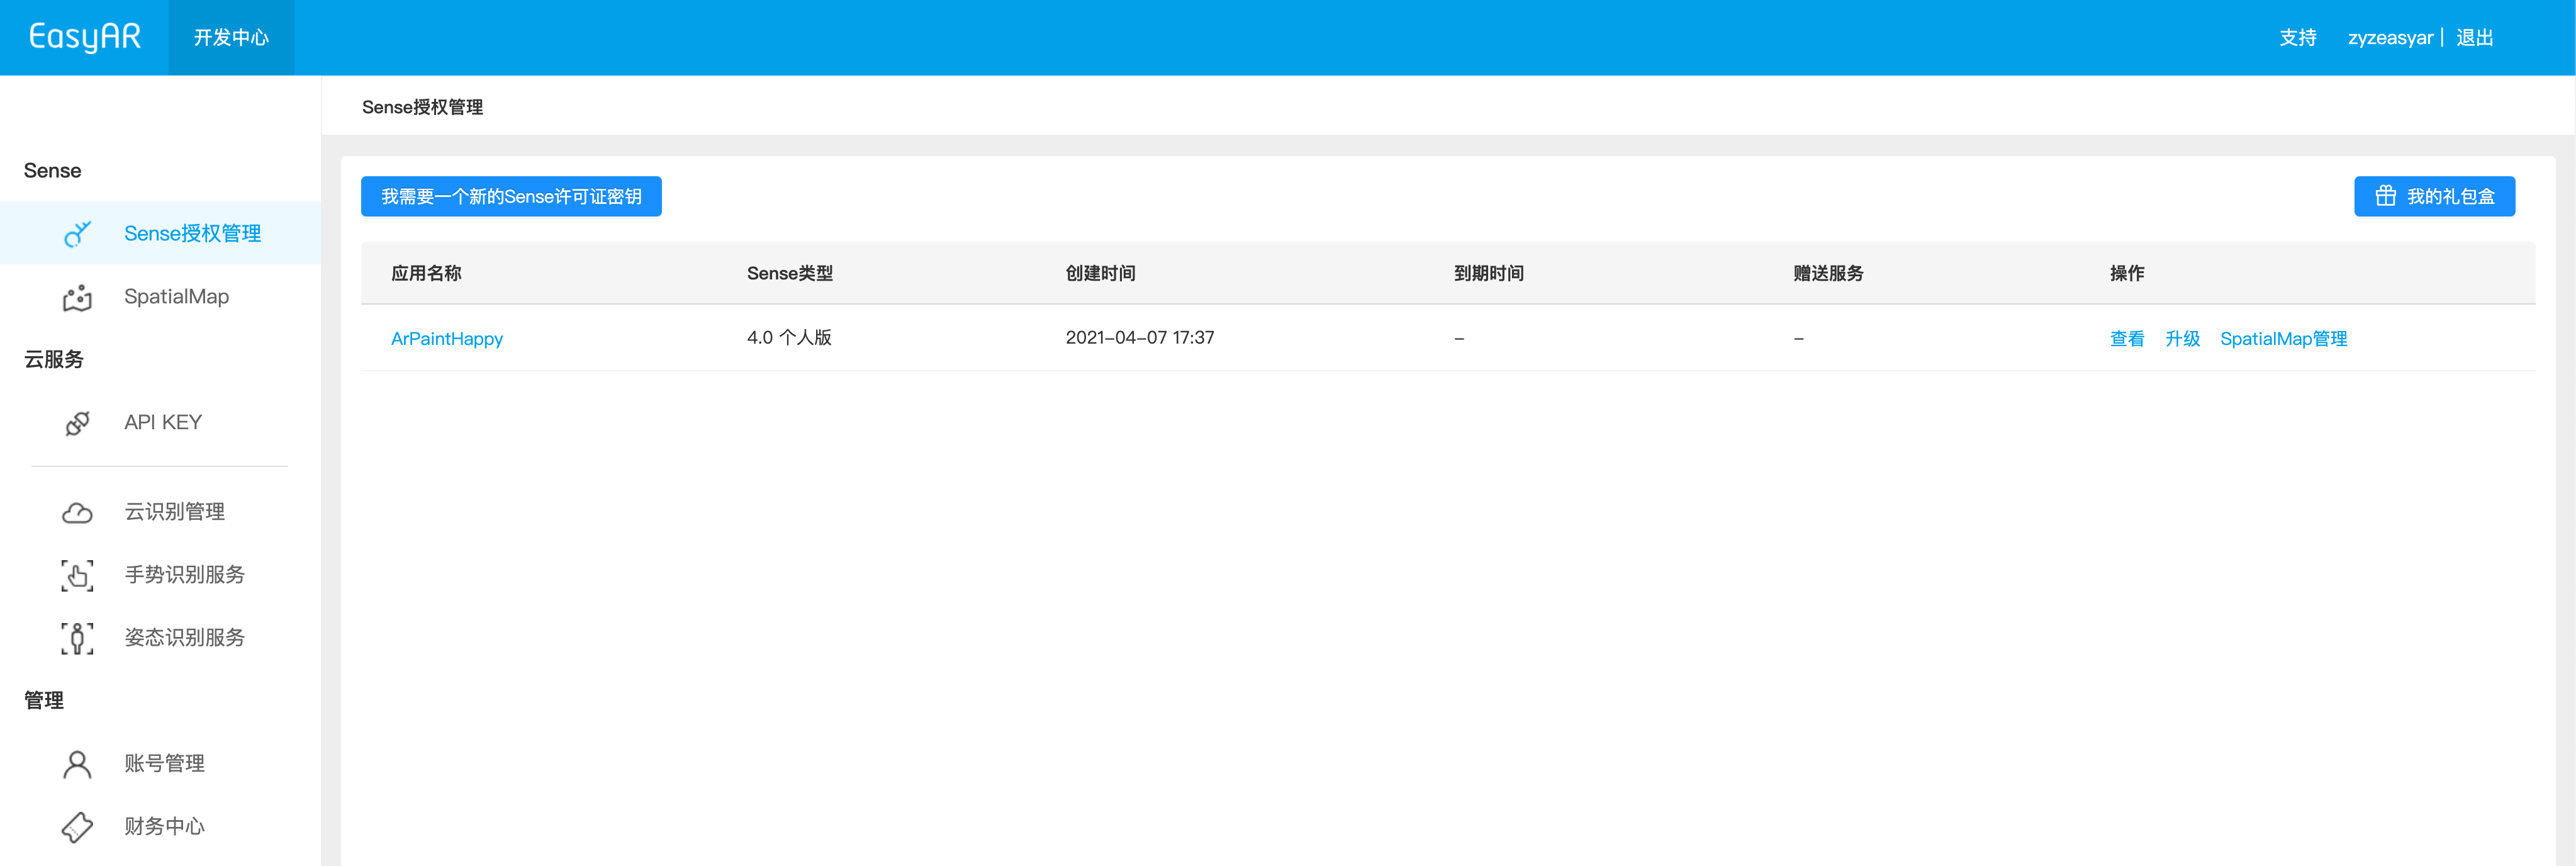 EasyAR 开发中心 支持 zyzeasyar | 退出
Sense授权管理
Sense
Sense授权管理
SpatialMap
云服务
API KEY
云识别管理
手势识别服务
姿态识别服务
管理
账号管理
财务中心
我需要一个新的Sense许可证密钥 我的礼包盒
应用名称 Sense类型 创建时间 到期时间 赠送服务 操作
ArPaintHappy 4.0 个人版 2021-04-07 17:37 - - 查看 升级 SpatialMap管理